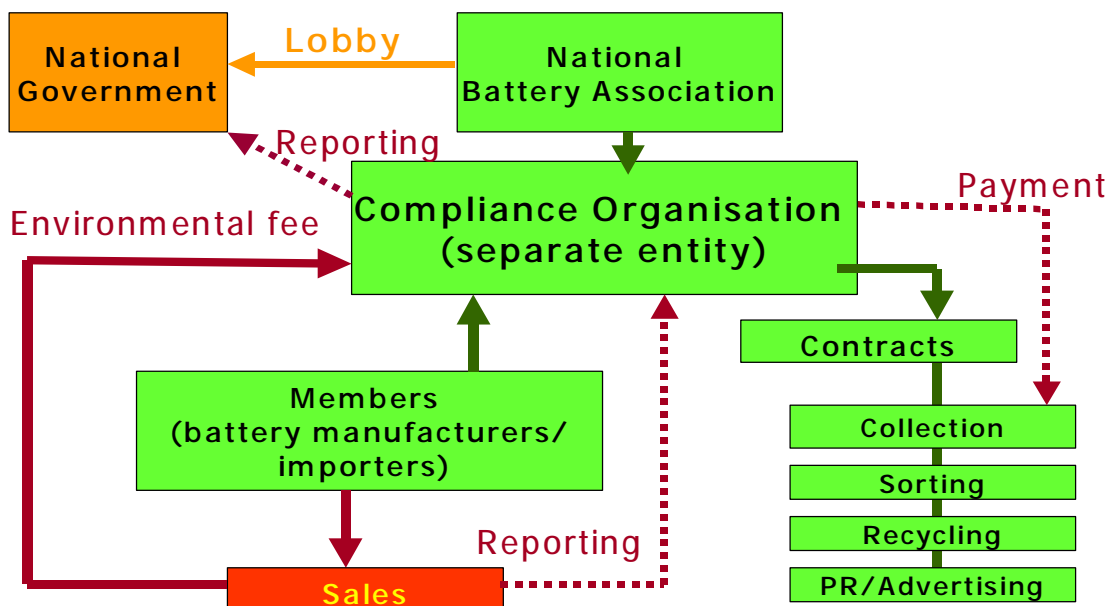 National
Government
Lobby
National
Battery Association
Reporting
Payment
Environmental fee
Compliance Organisation
(separate entity)
Contracts
Members
(battery manufacturers/
importers)
Collection
Sorting
Reporting
Recycling
Sales
PR/Advertising